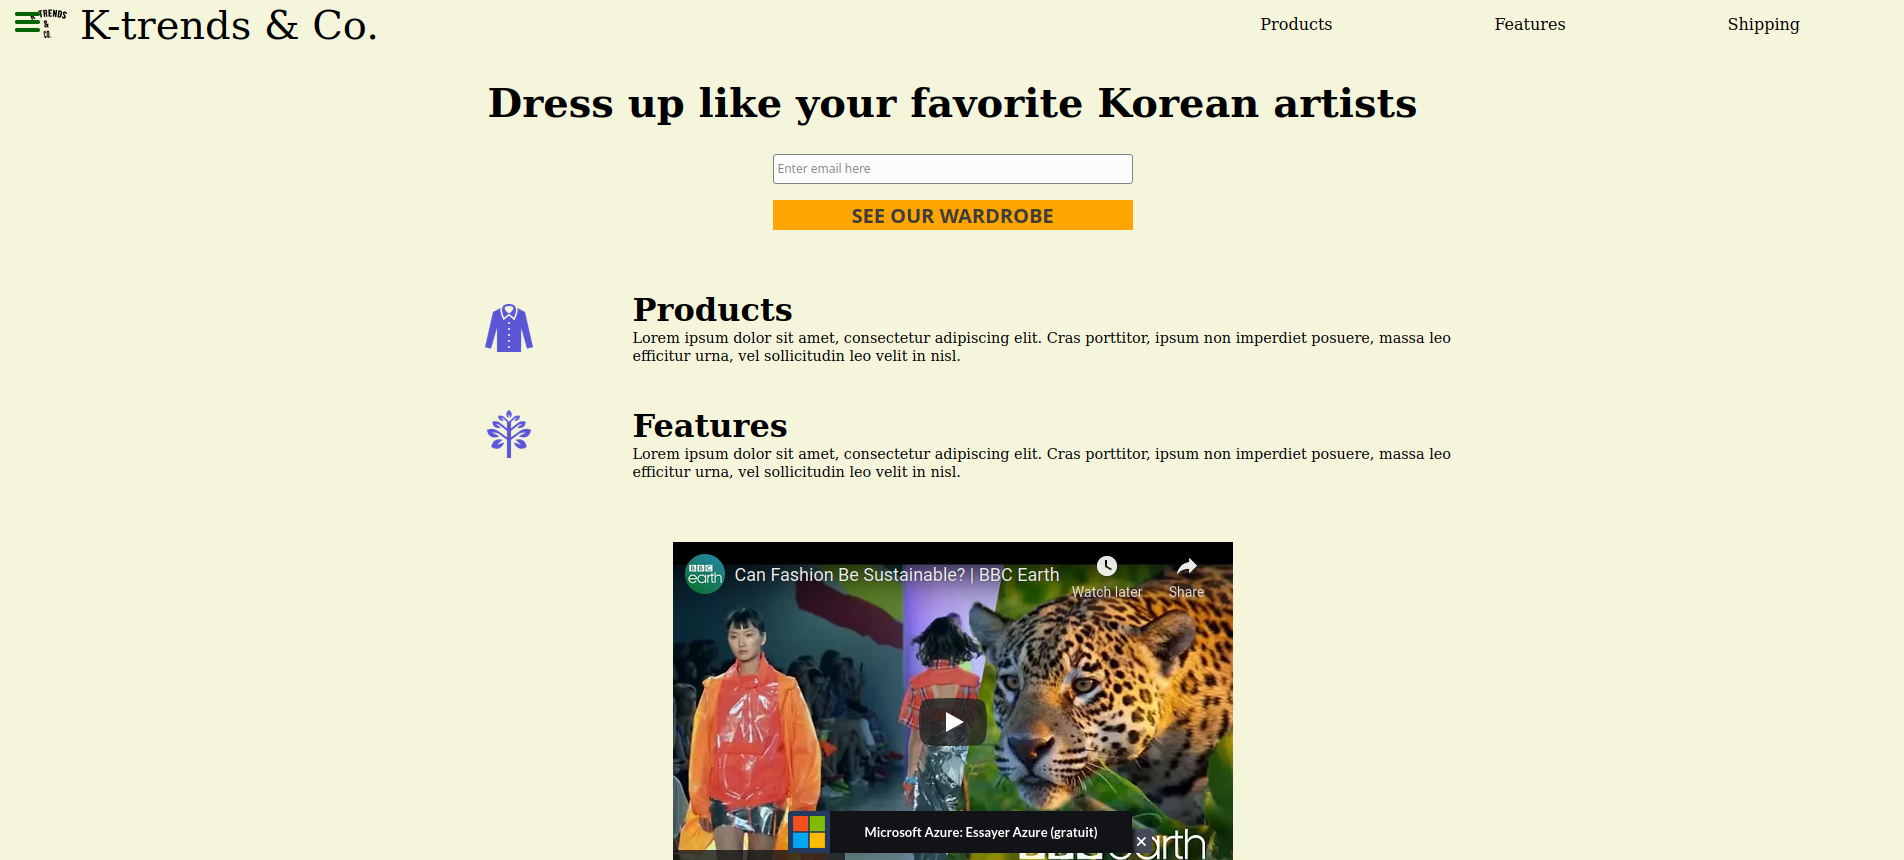 TRENDS
&
CO.
K-trends & Co.
Products
Features
Shipping
Dress up like your favorite Korean artists
Enter email here
SEE OUR WARDROBE
Products
Lorem ipsum dolor sit amet, consectetur adipiscing elit. Cras porttitor, ipsum non imperdiet posuere, massa leo
efficitur urna, vel sollicitudin leo velit in nisl.
Features
Lorem ipsum dolor sit amet, consectetur adipiscing elit. Cras porttitor, ipsum non imperdiet posuere, massa leo
efficitur urna, vel sollicitudin leo velit in nisl.
BBC
earth
Can Fashion Be Sustainable? | BBC Earth
Watch later
Share
Microsoft Azure: Essayer Azure (gratuit)
arth